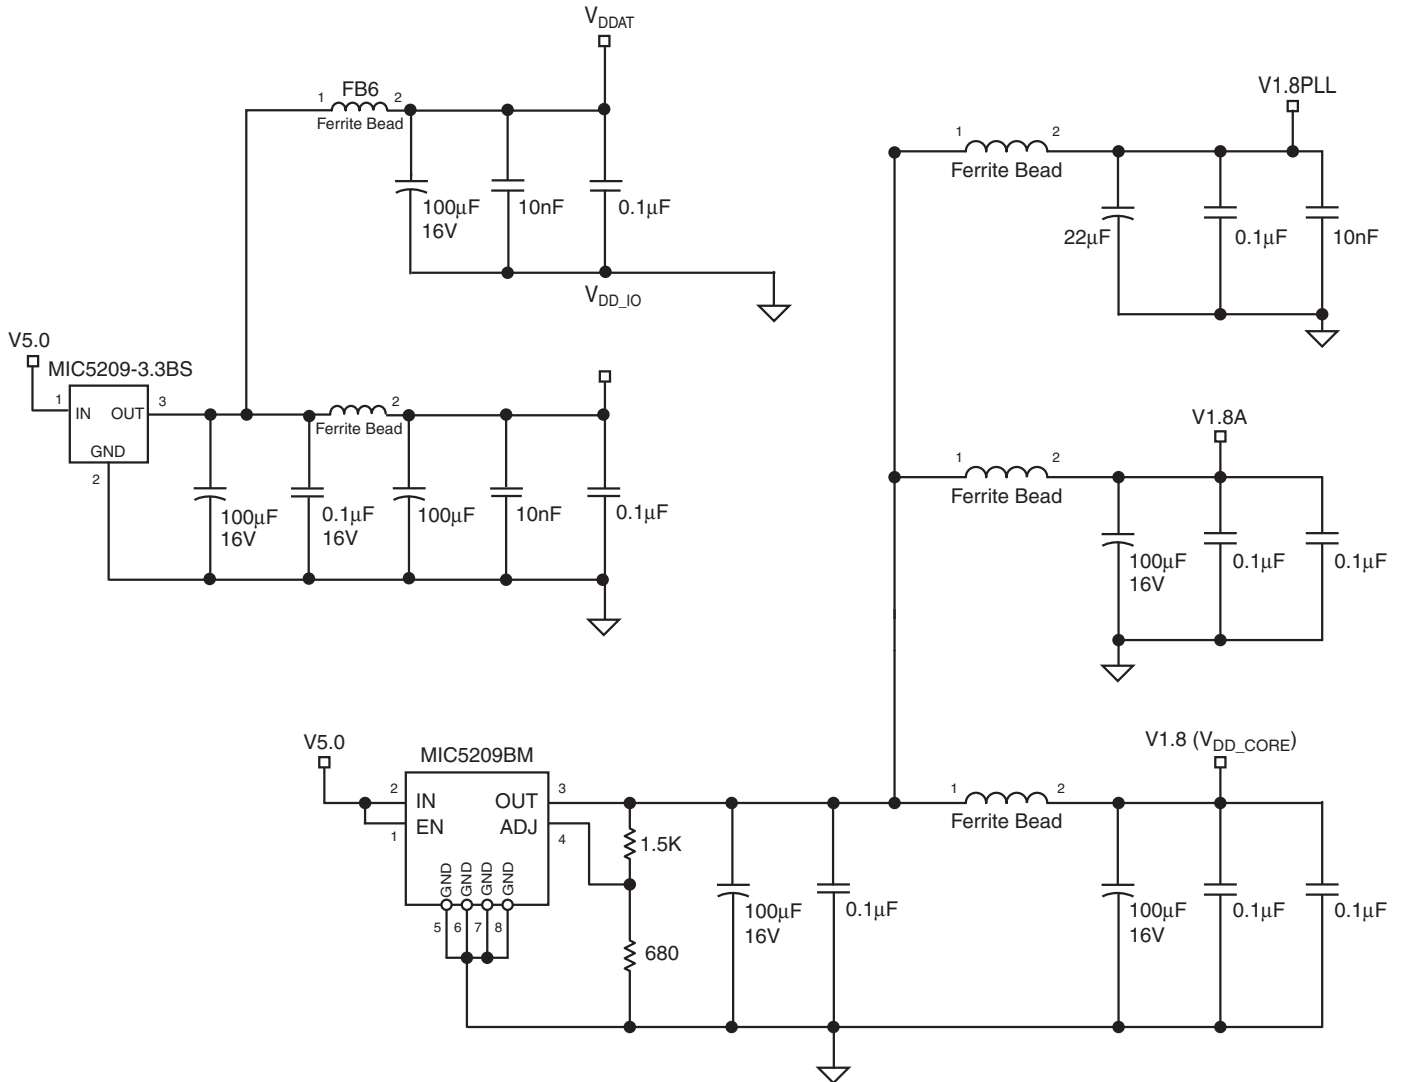 V_DDAT
FB6
1 2
Ferrite Bead
100µF
16V
10nF
0.1µF
V_DD_IO
V5.0
MIC5209-3.3BS
1 IN OUT 3
GND
2
2
Ferrite Bead
100µF
16V
0.1µF
16V
100µF
10nF
0.1µF
V1.8PLL
1 2
Ferrite Bead
22µF
0.1µF
10nF
V1.8A
1 2
Ferrite Bead
100µF
16V
0.1µF
0.1µF
V5.0
MIC5209BM
2 IN OUT 3
1 EN ADJ 4
GND GND GND GND
5 6 7 8
1.5K
680
100µF
16V
0.1µF
V1.8 (V_DD_CORE)
1 2
Ferrite Bead
100µF
16V
0.1µF
0.1µF